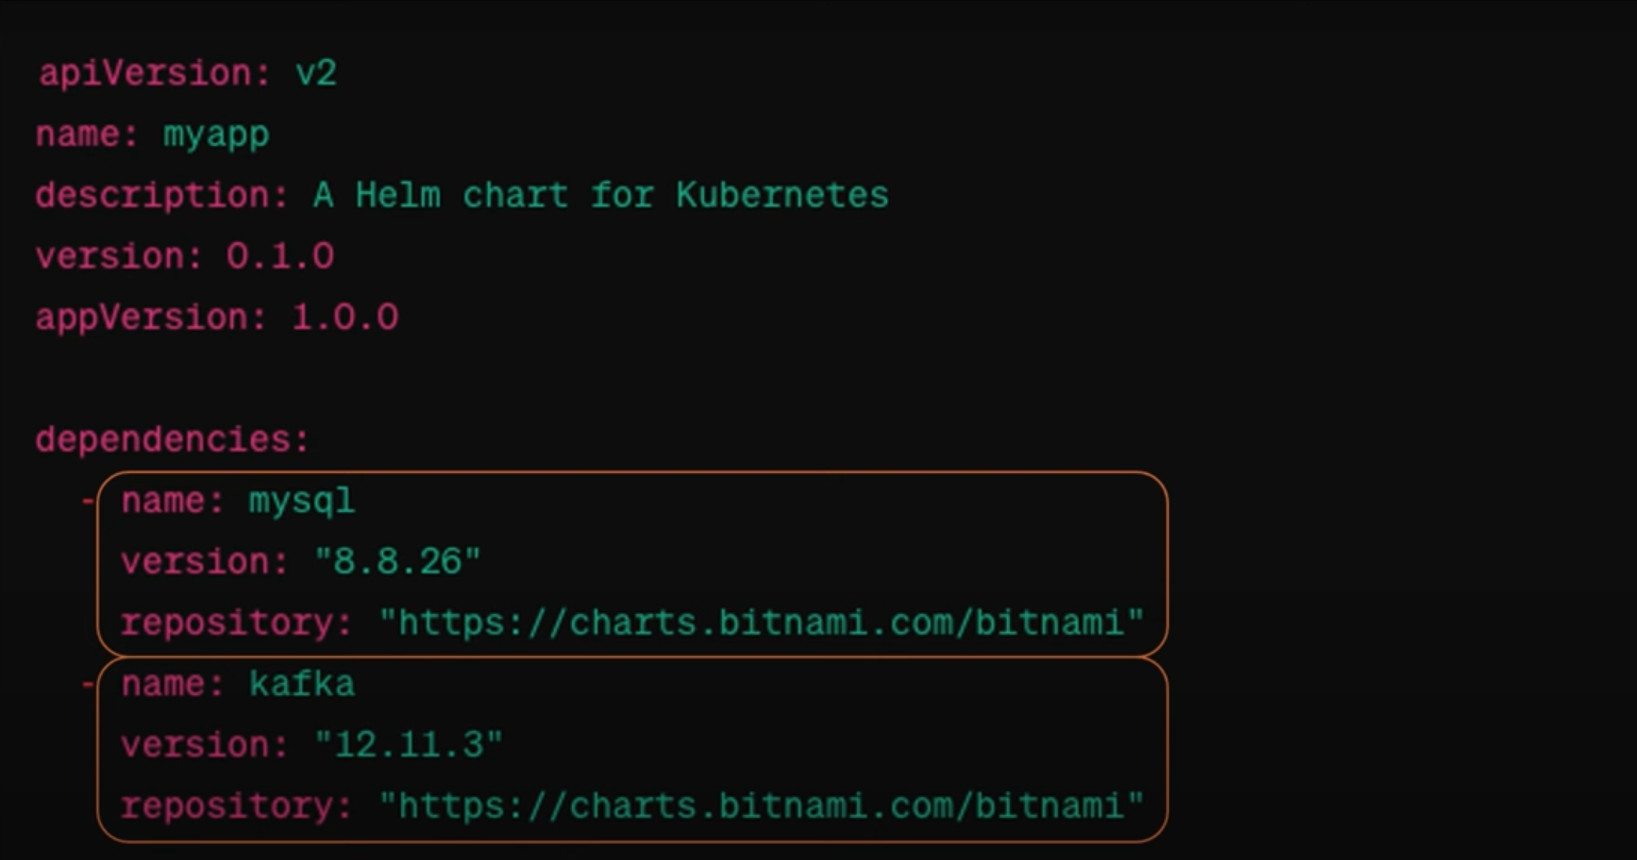 apiVersion: v2
name: myapp
description: A Helm chart for Kubernetes
version: 0.1.0
appVersion: 1.0.0
dependencies:
- name: mysql
version: "8.8.26"
repository: "https://charts.bitnami.com/bitnami"
- name: kafka
version: "12.11.3"
repository: "https://charts.bitnami.com/bitnami"